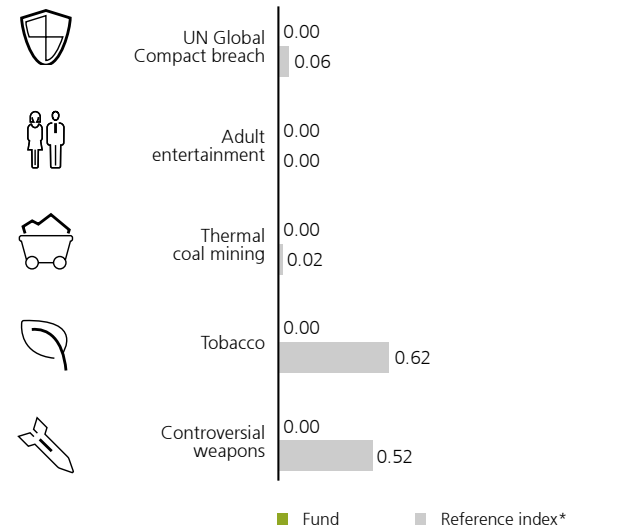 UN Global
Compact breach
0.00
0.06
Adult
entertainment
0.00
0.00
Thermal
coal mining
0.00
0.02
Tobacco
0.00
0.62
Controversial
weapons
0.00
0.52
Fund
Reference index*